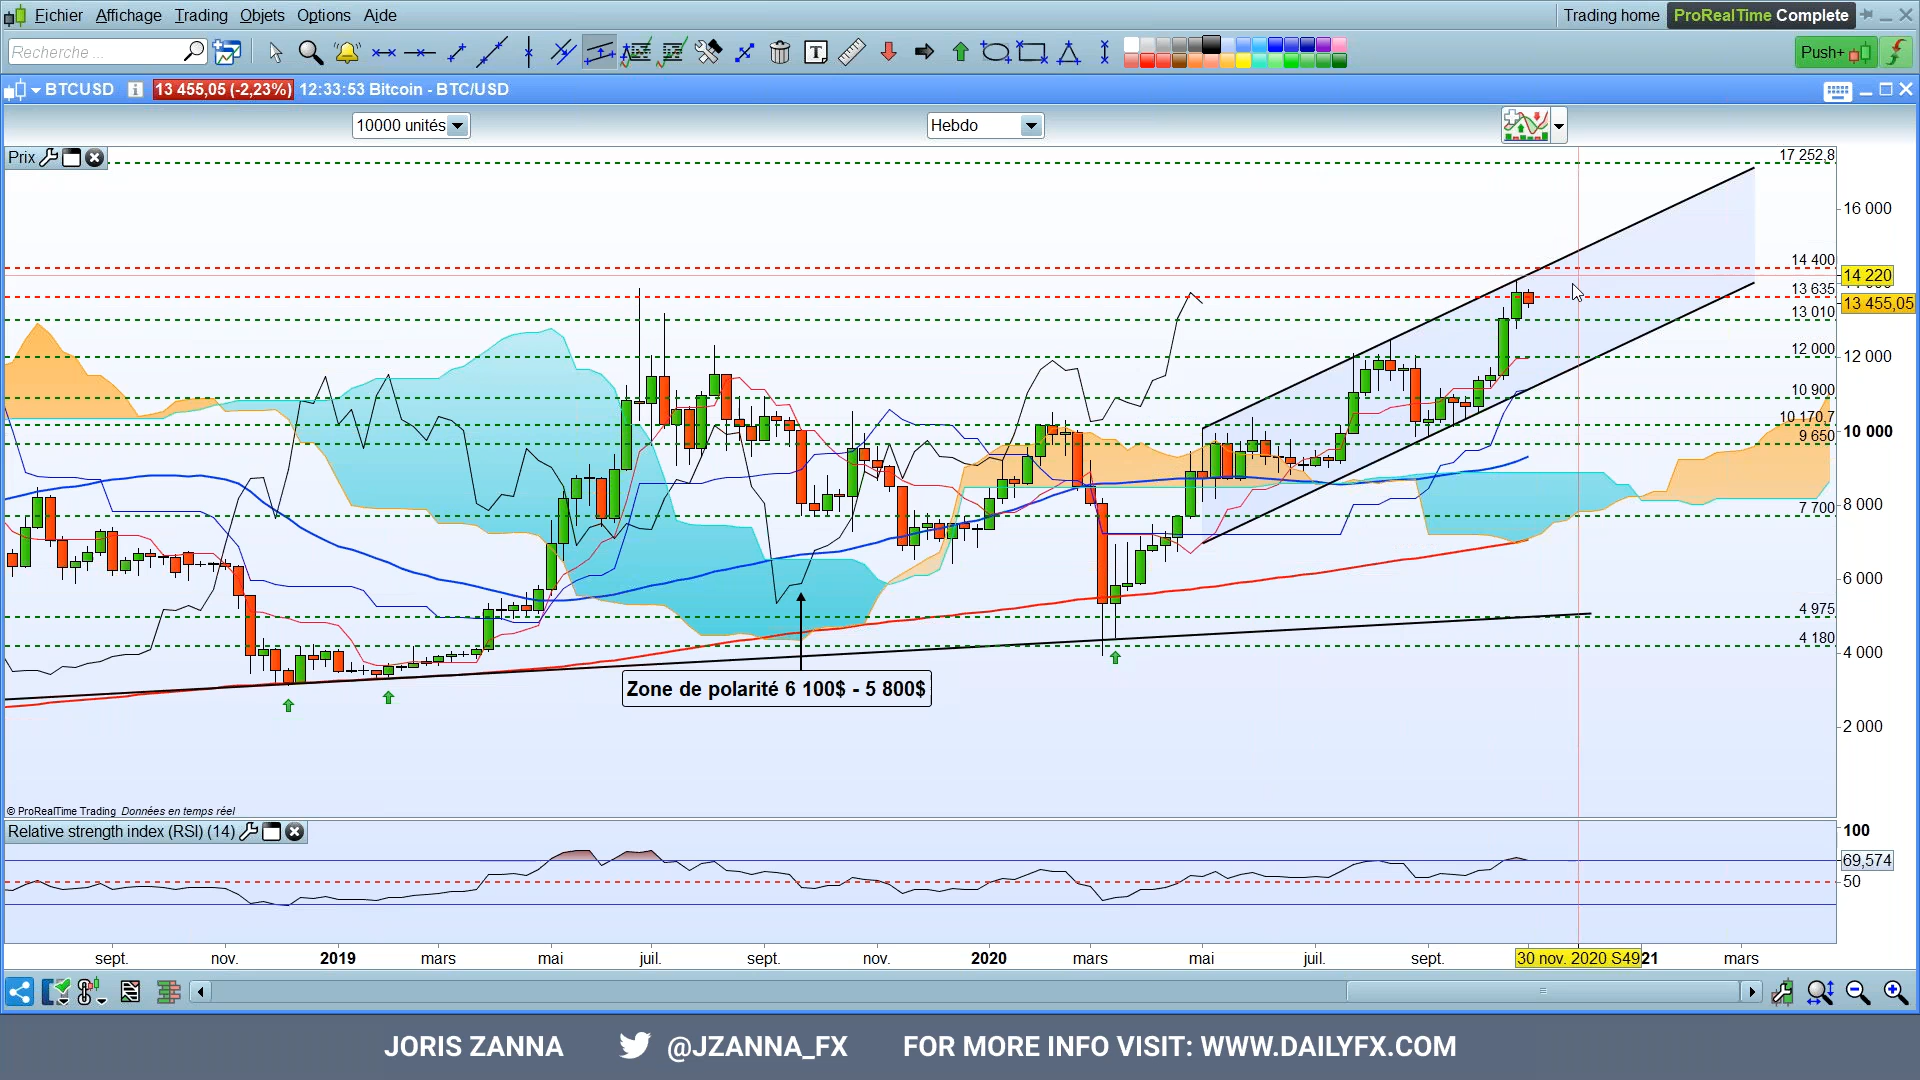 Fichier Affichage Trading Objets Options Aide Trading home ProRealTime Complete
Recherche... T Push+
BTCUSD i 13 455,05 (-2,23%) 12:33:53 Bitcoin - BTC/USD
10000 unités Hebdo
Prix
17 252,8
16 000
14 400
14 220
13 635
13 455,05
13 010
12 000 12 000
10 900
10 170,7
10 000
9 650
8 000
7 700
6 000
4 975
4 180
4 000
Zone de polarité 6 100$ - 5 800$
2 000
© ProRealTime Trading Données en temps réel
Relative strength index (RSI) (14)
100
69,574
50
sept. nov. 2019 mars mai juil. sept. nov. 2020 mars mai juil. sept. 30 nov. 2020 S49 21 mars
JORIS ZANNA @JZANNA_FX FOR MORE INFO VISIT: WWW.DAILYFX.COM